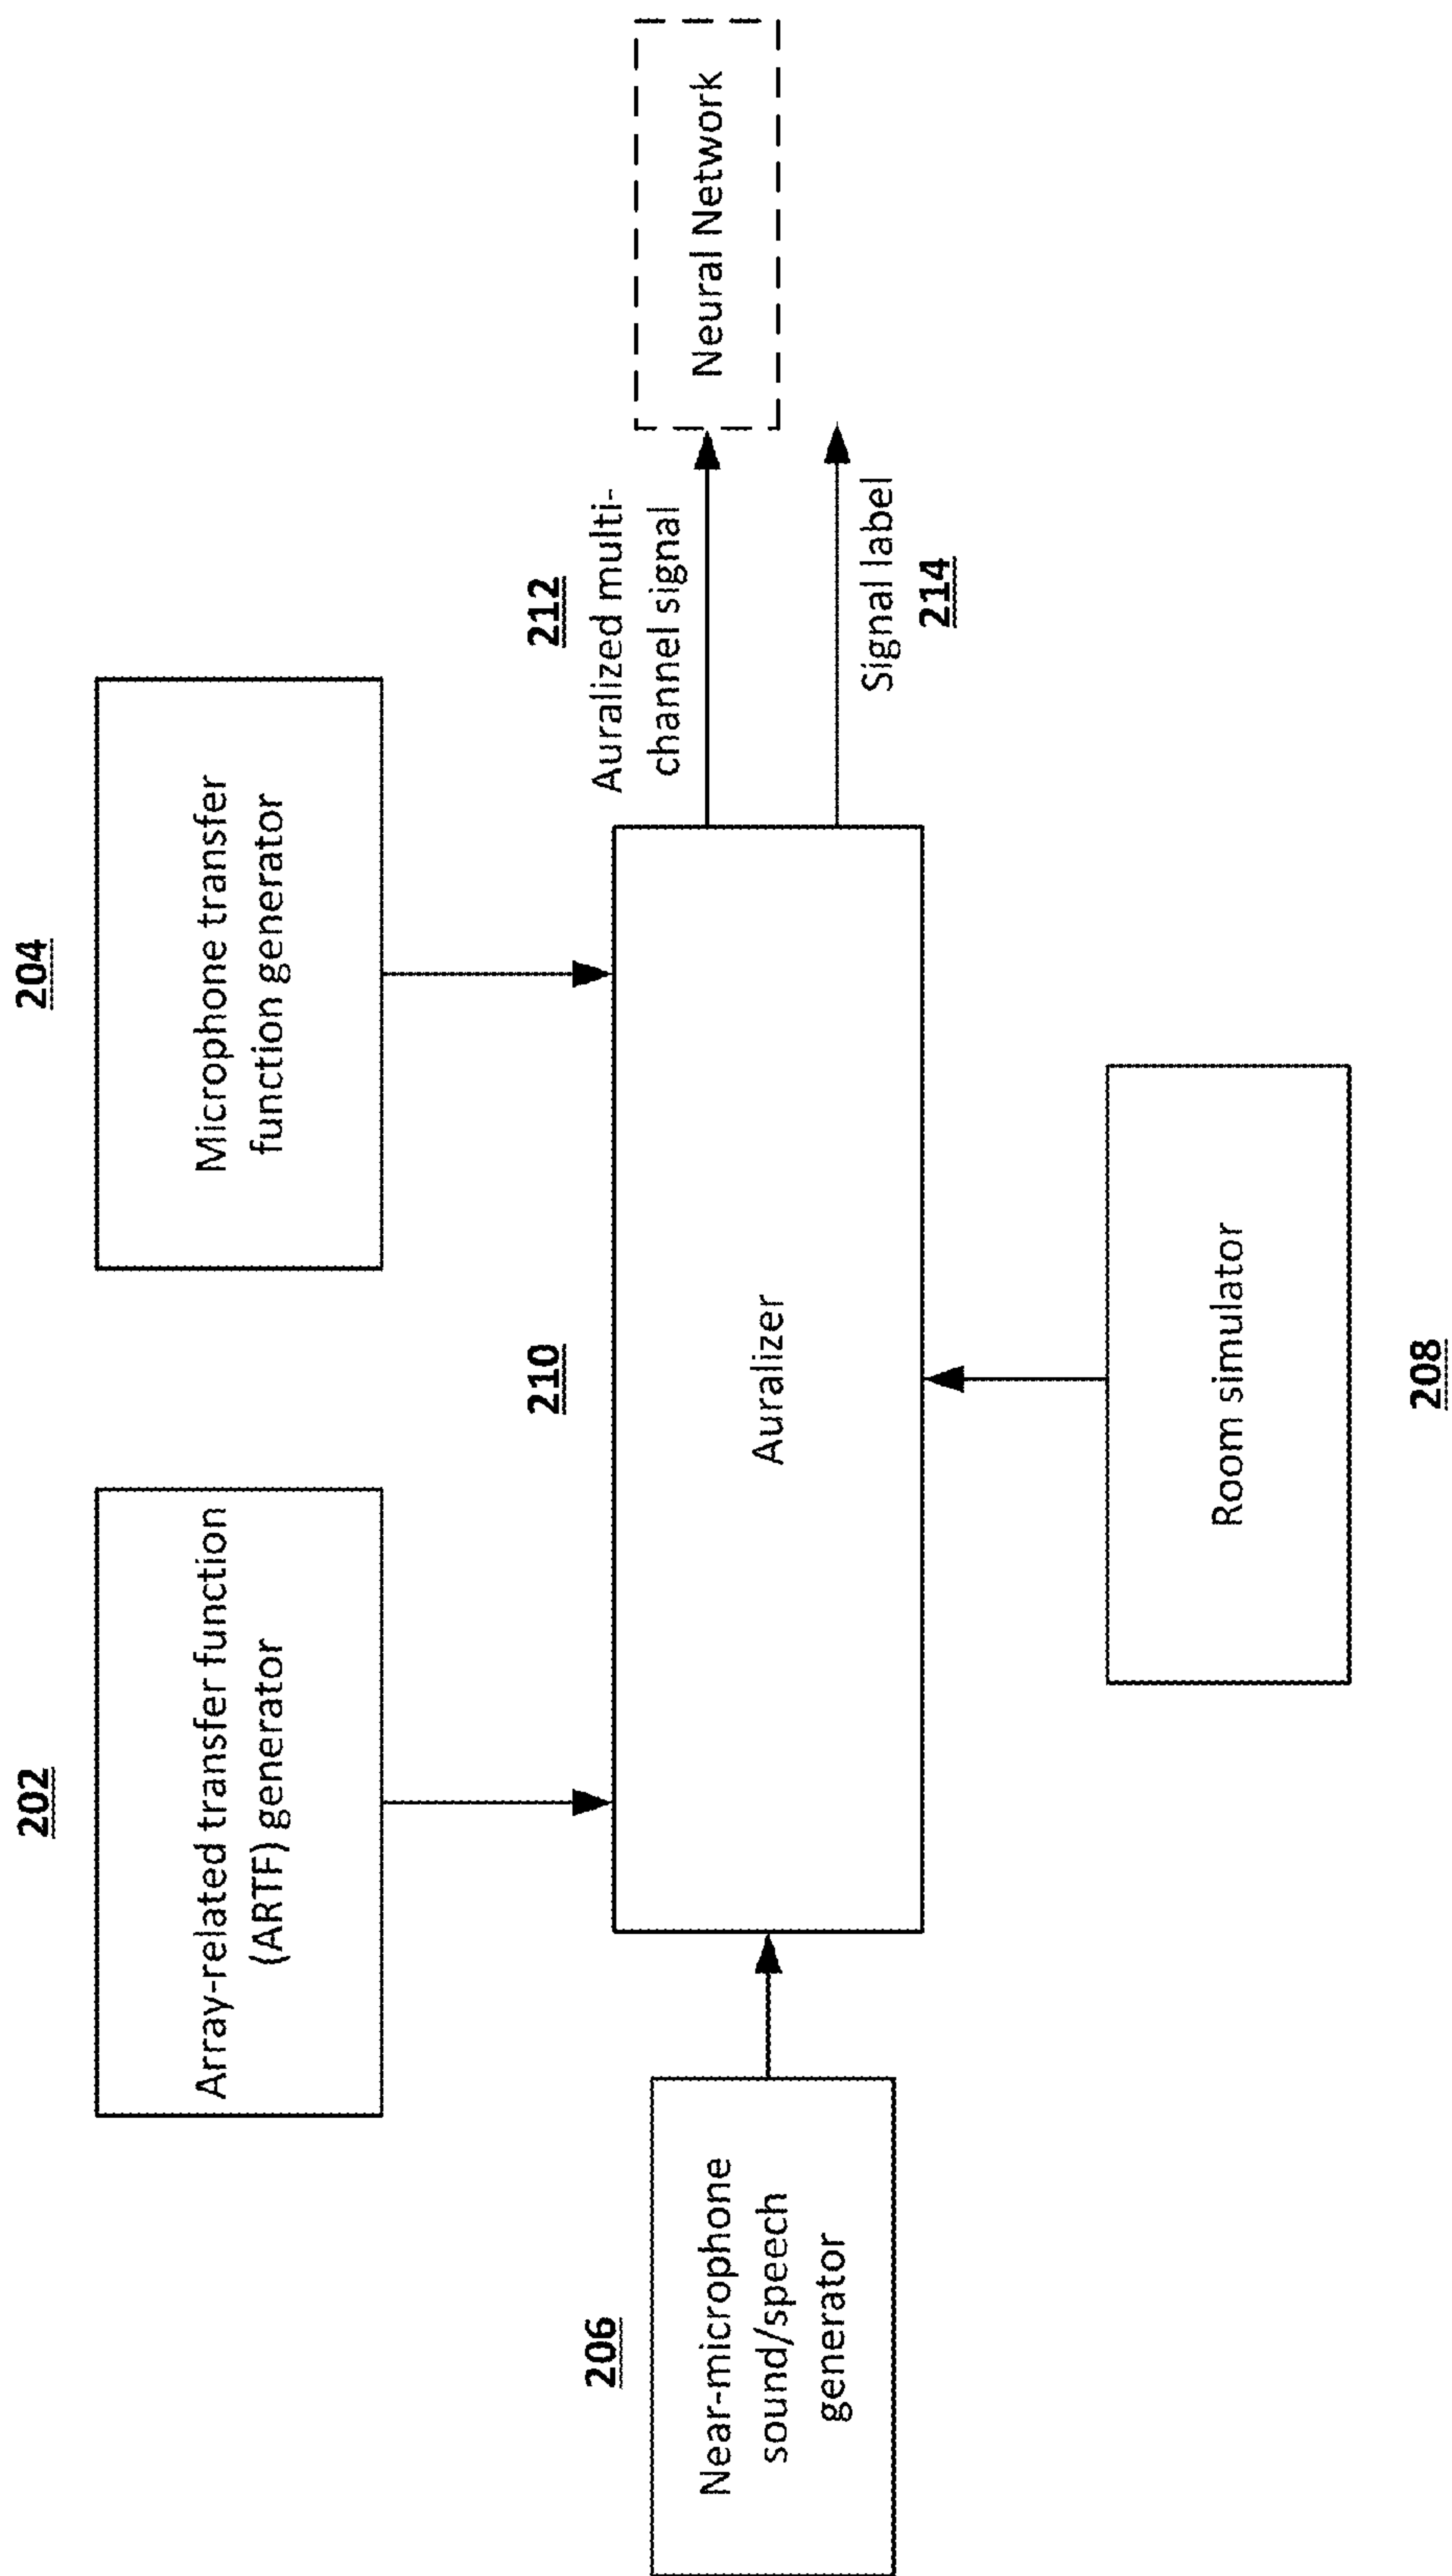 202
Array-related transfer function
(ARTF) generator
204
Microphone transfer
function generator
206
Near-microphone
sound/speech
generator
210
Auralizer
212
Auralized multi-
channel signal
Neural Network
Signal label
214
Room simulator
208